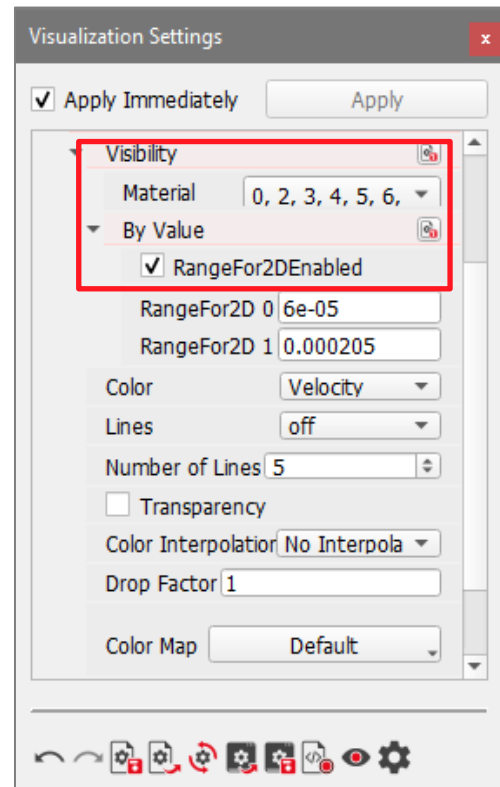 Visualization Settings
x
Apply Immediately Apply
Visibility
Material 0, 2, 3, 4, 5, 6,
By Value
RangeFor2DEnabled
RangeFor2D 0 6e-05
RangeFor2D 1 0.000205
Color Velocity
Lines off
Number of Lines 5
Transparency
Color Interpolation No Interpola
Drop Factor 1
Color Map Default